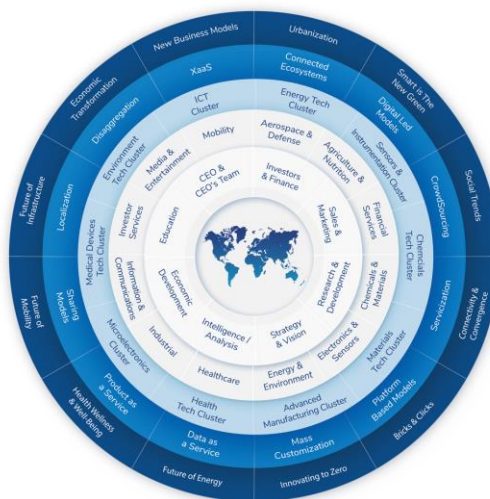 New Business Models
Urbanization
Smart is The
New Green
Social Trends
Connectivity &
Convergence
Bricks & Clicks
Innovating to Zero
Future of Energy
Health Wellness
& Well-Being
Future of
Mobility
Future of
Infrastructure
Economic
Transformation
XaaS
Connected
Ecosystems
Digital Led
Models
CrowdSourcing
Servicization
Platform
Based Models
Mass
Customization
Data as
a Service
Product as
a Service
Sharing
Models
Localization
Disaggregation
ICT
Cluster
Energy Tech
Cluster
Sensors &
Instrumentation Cluster
Chemcials
Tech Cluster
Materials
Tech Cluster
Advanced
Manufacturing Cluster
Health
Tech Cluster
Microelectronics
Cluster
Medical Devices
Tech Cluster
Environment
Tech Cluster
Mobility
Aerospace &
Defense
Agriculture &
Nutrition
Financial
Services
Chemicals &
Materials
Electronics &
Sensors
Energy &
Environment
Healthcare
Industrial
Information &
Communications
Investor
Services
Media &
Entertainment
CEO &
CEO's Team
Investors
& Finance
Sales &
Marketing
Research &
Development
Strategy
& Vision
Intelligence /
Analysis
Economic
Development
Education